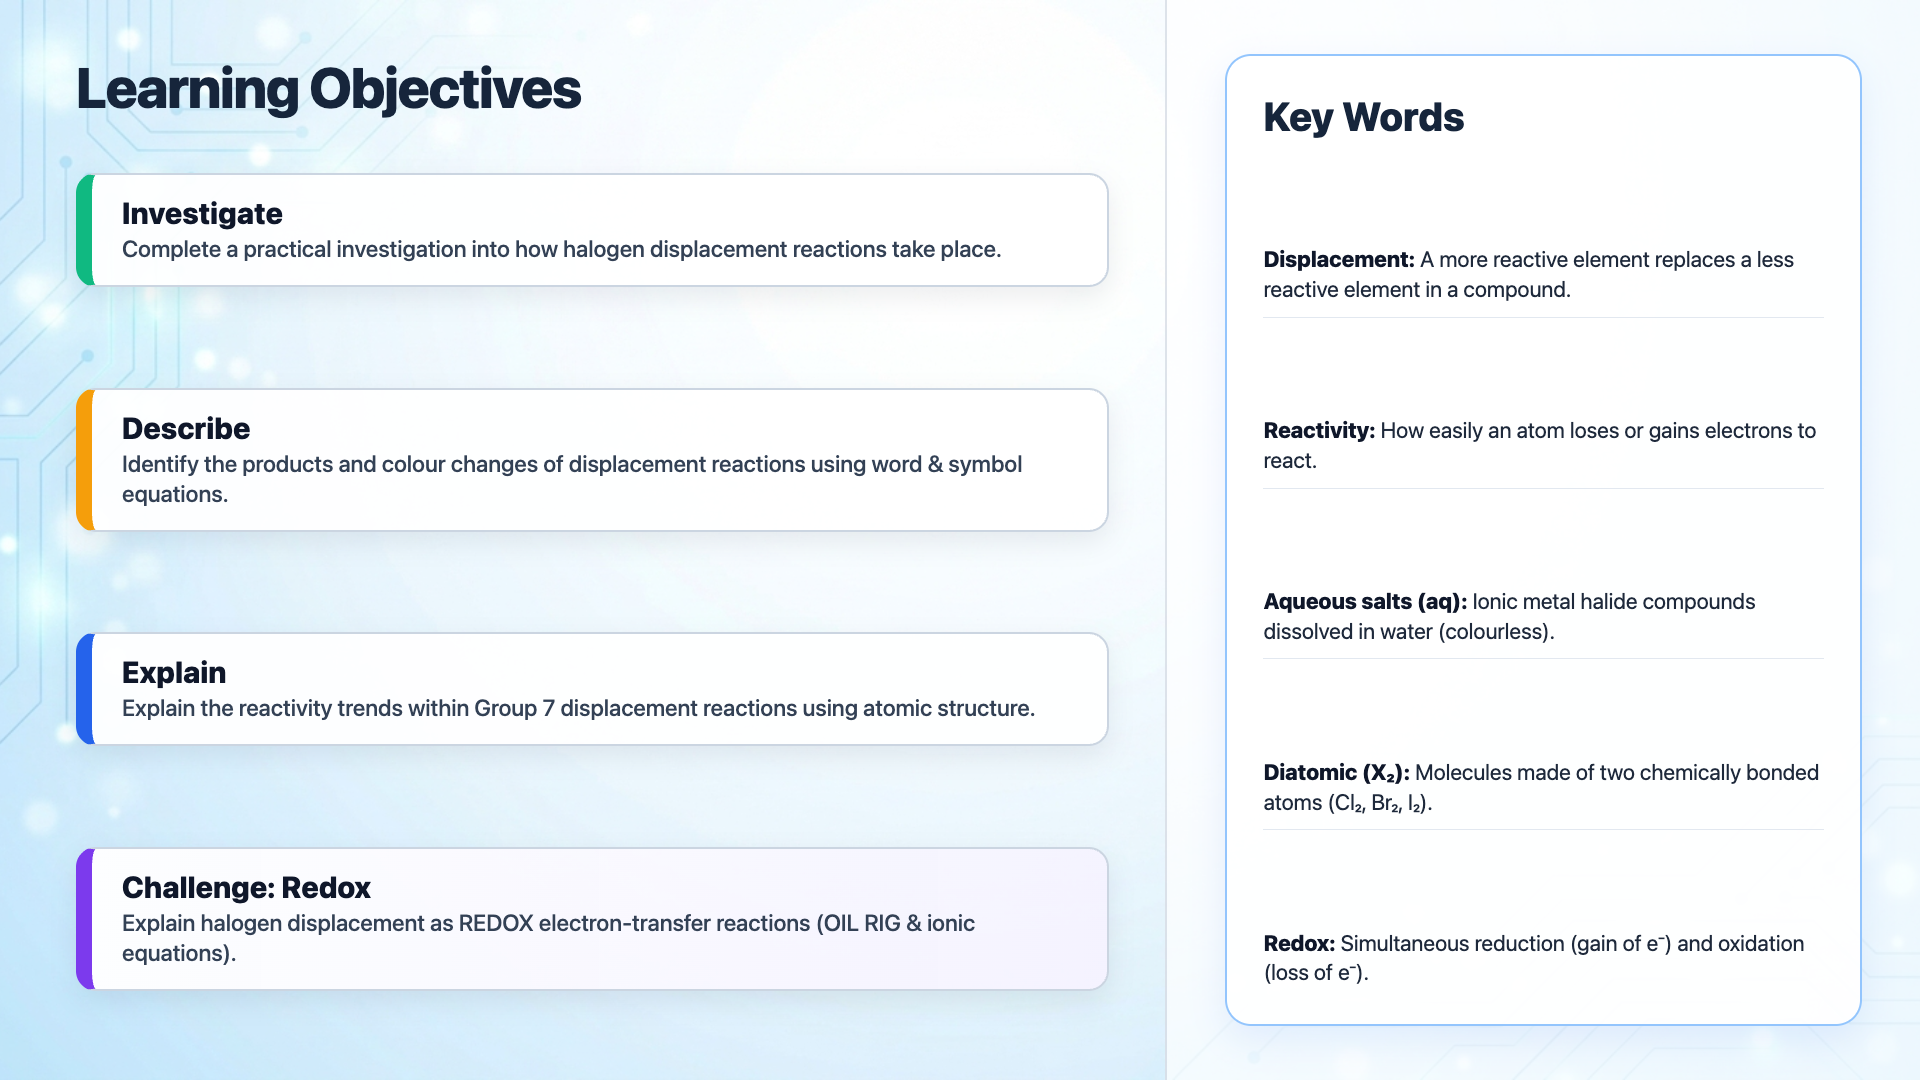 Learning Objectives
Investigate
Complete a practical investigation into how halogen displacement reactions take place.
Describe
Identify the products and colour changes of displacement reactions using word & symbol
equations.
Explain
Explain the reactivity trends within Group 7 displacement reactions using atomic structure.
Challenge: Redox
Explain halogen displacement as REDOX electron-transfer reactions (OIL RIG & ionic
equations).
Key Words
Displacement: A more reactive element replaces a less
reactive element in a compound.
Reactivity: How easily an atom loses or gains electrons to
react.
Aqueous salts (aq): Ionic metal halide compounds
dissolved in water (colourless).
Diatomic (X₂): Molecules made of two chemically bonded
atoms (Cl₂, Br₂, I₂).
Redox: Simultaneous reduction (gain of e⁻) and oxidation
(loss of e⁻).